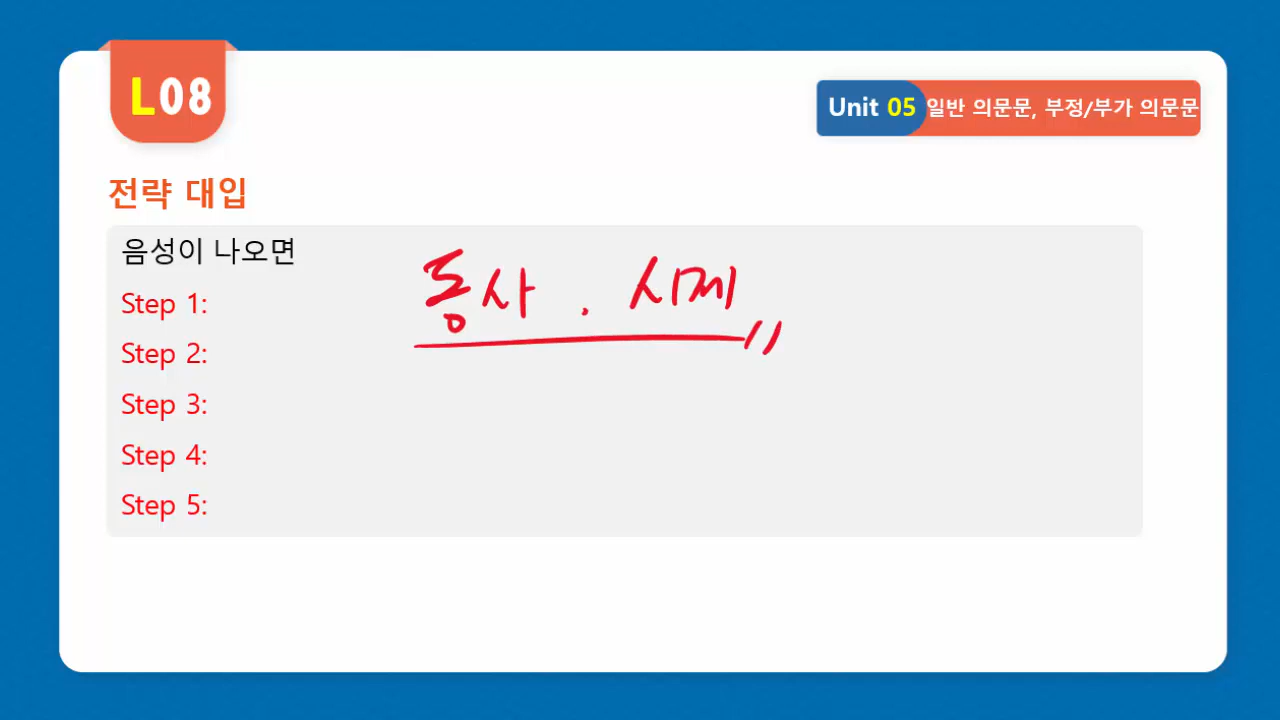 L08
Unit 05 일반 의문문, 부정/부가 의문문
전략 대입
음성이 나오면
동사 . 시제
Step 1:
Step 2:
Step 3:
Step 4:
Step 5: